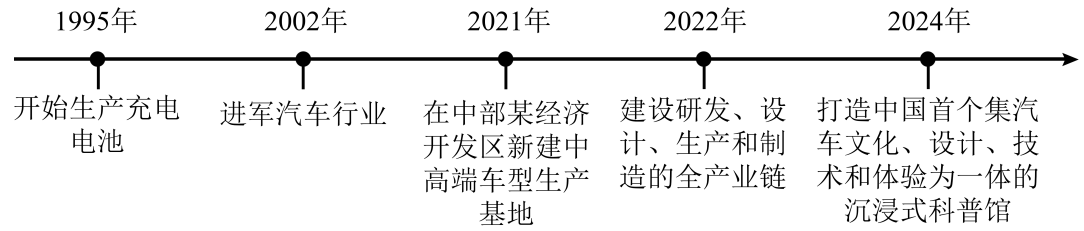 1995年
开始生产充电
电池
2002年
进军汽车行业
2021年
在中部某经济
开发区新建中
高端车型生产
基地
2022年
建设研发、设
计、生产和制
造的全产业链
2024年
打造中国首个集汽
车文化、设计、技
术和体验为一体的
沉浸式科普馆